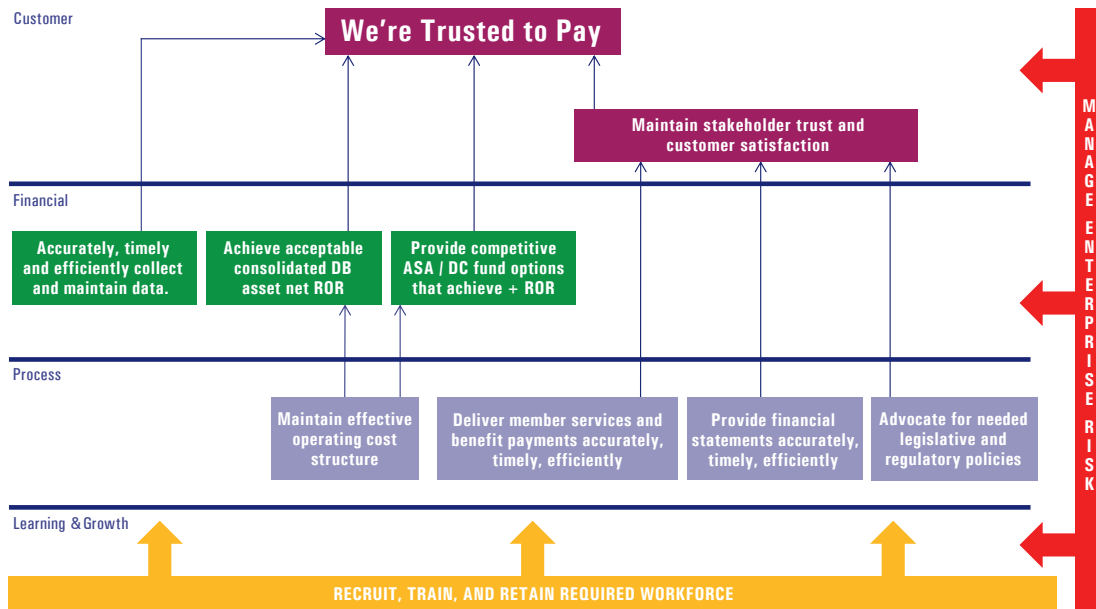 Customer
We're Trusted to Pay
Maintain stakeholder trust and
customer satisfaction
Financial
Accurately, timely
and efficiently collect
and maintain data.
Achieve acceptable
consolidated DB
asset net ROR
Provide competitive
ASA / DC fund options
that achieve + ROR
Process
Maintain effective
operating cost
structure
Deliver member services and
benefit payments accurately,
timely, efficiently
Provide financial
statements accurately,
timely, efficiently
Advocate for needed
legislative and
regulatory policies
Learning & Growth
RECRUIT, TRAIN, AND RETAIN REQUIRED WORKFORCE
MANAGE ENTERPRISE RISK